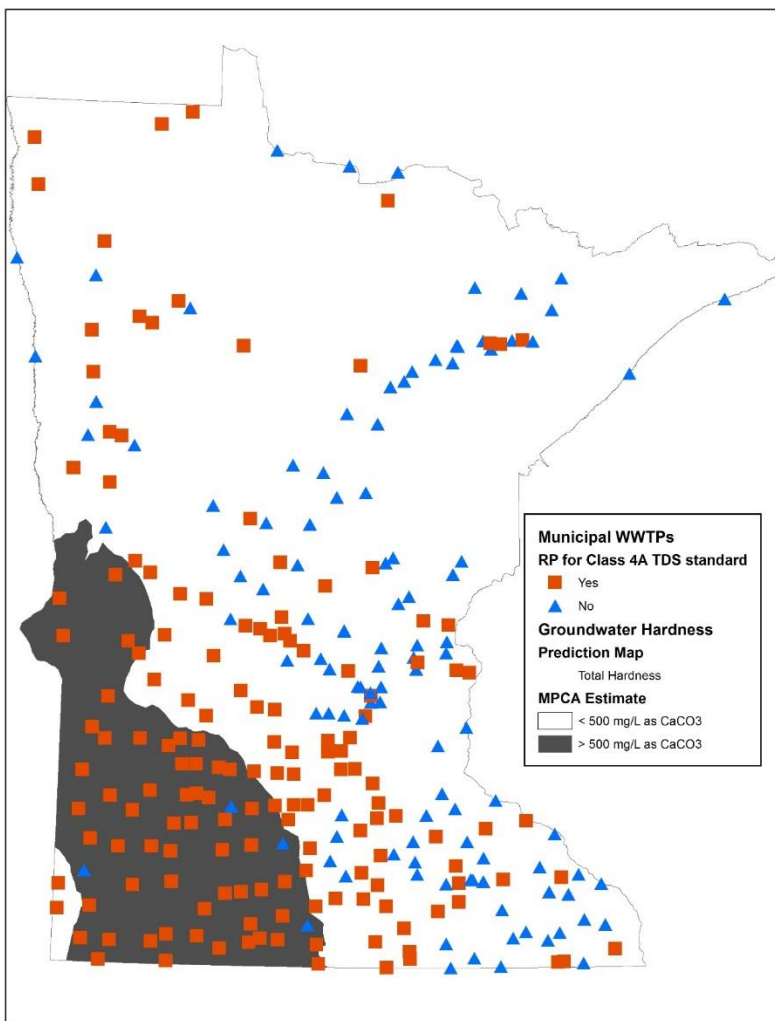 Municipal WWTPs
RP for Class 4A TDS standard
Yes
No
Groundwater Hardness
Prediction Map
Total Hardness
MPCA Estimate
< 500 mg/L as CaCO3
> 500 mg/L as CaCO3